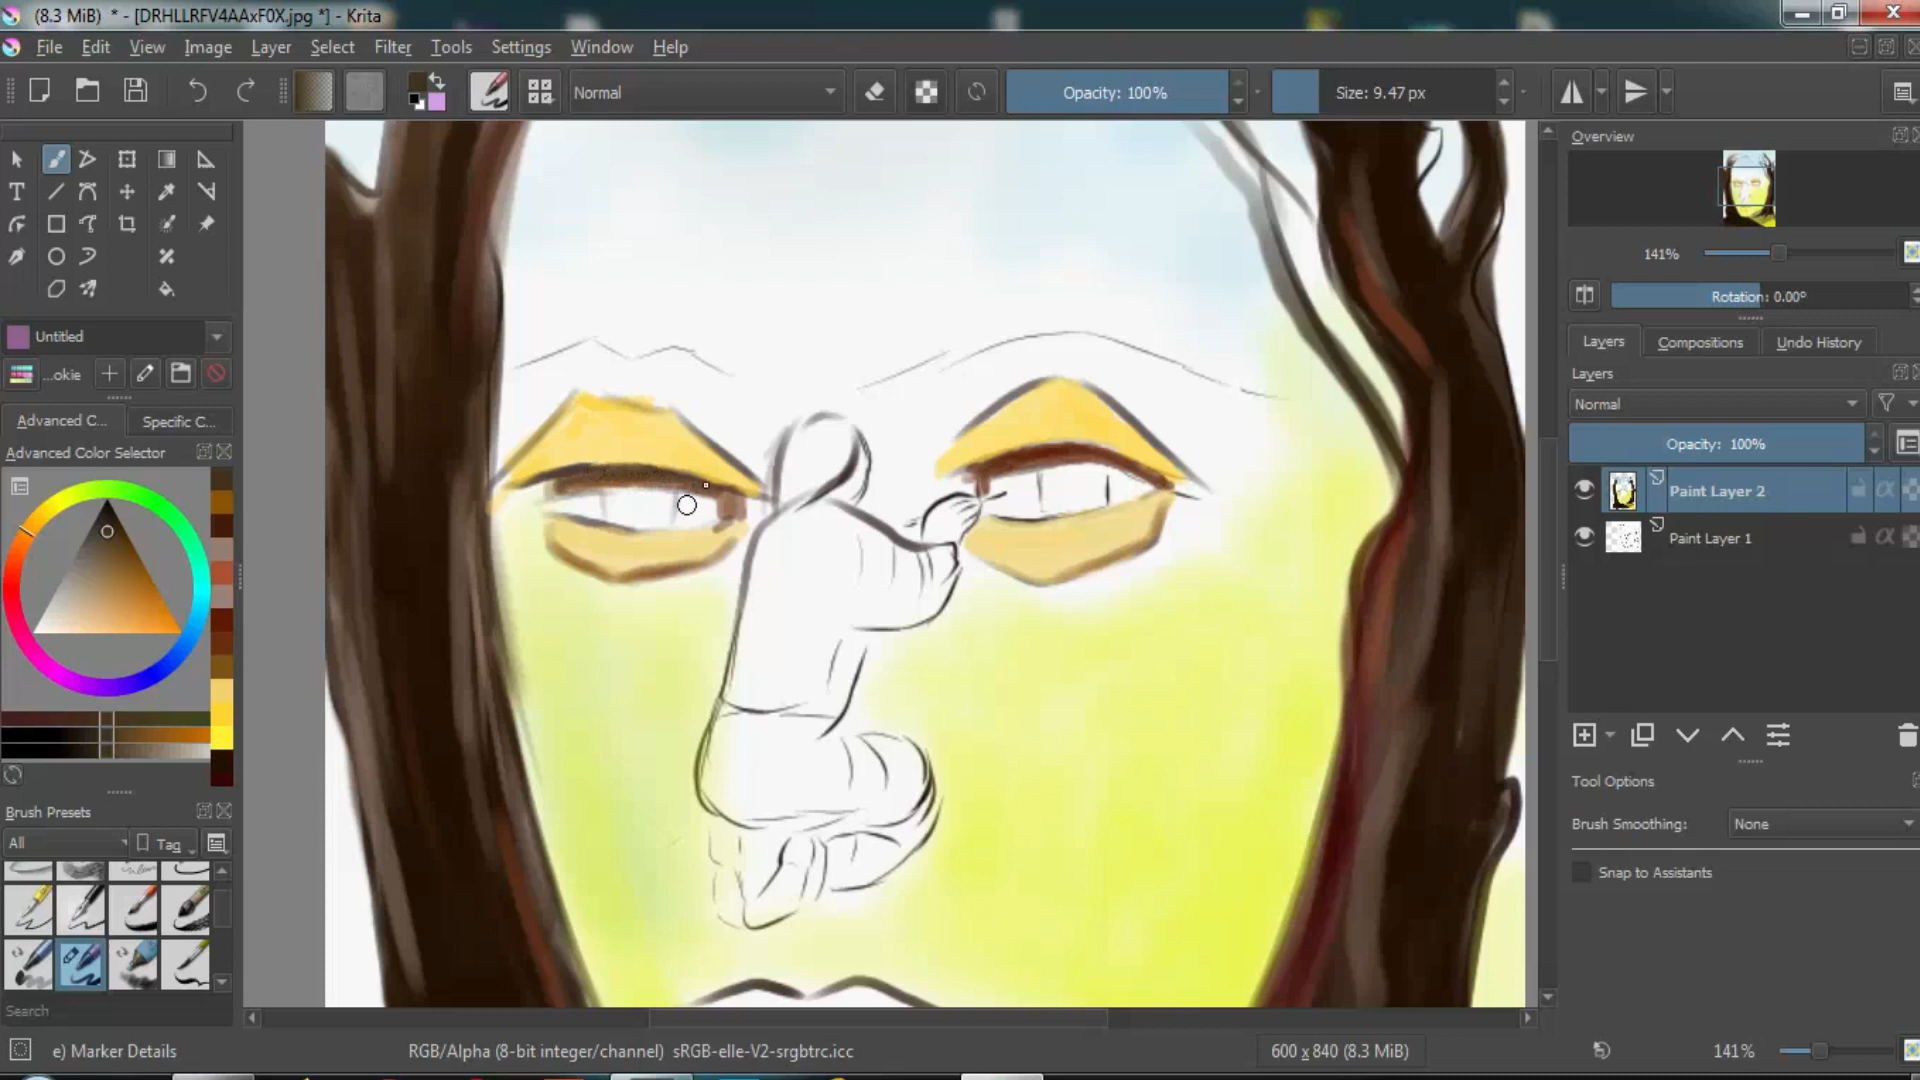 (8.3 MiB) * - [DRHLLRFV4AAxF0X.jpg *] - Krita
File Edit View Image Layer Select Filter Tools Settings Window Help
Normal Opacity: 100% Size: 9.47 px
Overview
141%
Rotation: 0.00°
Untitled
...okie
Layers Compositions Undo History
Layers
Normal
Advanced C... Specific C...
Opacity: 100%
Advanced Color Selector
Paint Layer 2
Paint Layer 1
Tool Options
Brush Presets
Brush Smoothing: None
All Tag
Snap to Assistants
Search
e) Marker Details RGB/Alpha (8-bit integer/channel) sRGB-elle-V2-srgbtrc.icc 600 x 840 (8.3 MiB) 141%